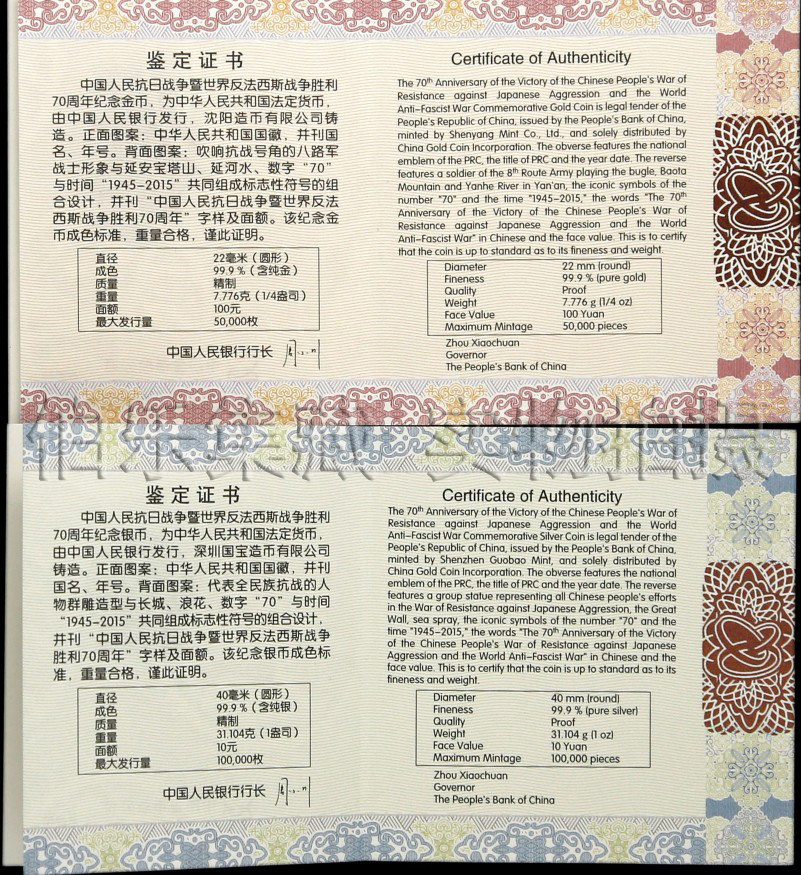 鉴定证书
中国人民抗日战争暨世界反法西斯战争胜利
70周年纪念金币，为中华人民共和国法定货币，
由中国人民银行发行，沈阳造币有限公司铸
造。正面图案：中华人民共和国国徽，并刊国
名、年号。背面图案：吹响抗战号角的八路军
战士形象与延安宝塔山、延河水、数字“70”
与时间“1945-2015”共同组成标志性符号的组
合设计，并刊“中国人民抗日战争暨世界反法
西斯战争胜利70周年”字样及面额。该纪念金
币成色标准，重量合格，谨此证明。
直径 22毫米（圆形）
成色 99.9％（含纯金）
质量 精制
重量 7.776克（1/4盎司）
面额 100元
最大发行量 50,000枚
中国人民银行行长
Certificate of Authenticity
The 70th Anniversary of the Victory of the Chinese People's War of
Resistance against Japanese Aggression and the World
Anti-Fascist War Commemorative Gold Coin is legal tender of the
People's Republic of China, issued by the People's Bank of China,
minted by Shenyang Mint Co., Ltd., and solely distributed by
China Gold Coin Incorporation. The obverse features the national
emblem of the PRC, the title of PRC and the year date. The reverse
features a soldier of the 8th Route Army playing the bugle, Baota
Mountain and Yanhe River in Yan'an, the iconic symbols of the
number "70" and the time "1945-2015," the words "The 70th
Anniversary of the Victory of the Chinese People's War of
Resistance against Japanese Aggression and the World
Anti-Fascist War" in Chinese and the face value. This is to certify
that the coin is up to standard as to its fineness and weight.
Diameter 22 mm (round)
Fineness 99.9 % (pure gold)
Quality Proof
Weight 7.776 g (1/4 oz)
Face Value 100 Yuan
Maximum Mintage 50,000 pieces
Zhou Xiaochuan
Governor
The People's Bank of China
伯乐集藏 实物拍摄
鉴定证书
中国人民抗日战争暨世界反法西斯战争胜利
70周年纪念银币，为中华人民共和国法定货币，
由中国人民银行发行，深圳国宝造币有限公司
铸造。正面图案：中华人民共和国国徽，并刊
国名、年号。背面图案：代表全民族抗战的人
物群雕造型与长城、浪花、数字“70”与时间
“1945-2015”共同组成标志性符号的组合设计，
并刊“中国人民抗日战争暨世界反法西斯战争
胜利70周年”字样及面额。该纪念银币成色标
准，重量合格，谨此证明。
直径 40毫米（圆形）
成色 99.9％（含纯银）
质量 精制
重量 31.104克（1盎司）
面额 10元
最大发行量 100,000枚
中国人民银行行长
Certificate of Authenticity
The 70th Anniversary of the Victory of the Chinese People's War of
Resistance against Japanese Aggression and the World
Anti-Fascist War Commemorative Silver Coin is legal tender of the
People's Republic of China, issued by the People's Bank of China,
minted by Shenzhen Guobao Mint, and solely distributed by
China Gold Coin Incorporation. The obverse features the national
emblem of the PRC, the title of PRC and the year date. The reverse
features a group statue representing all Chinese people's efforts
in the War of Resistance against Japanese Aggression, the Great
Wall, sea spray, the iconic symbols of the number "70" and the
time "1945-2015," the words "The 70th Anniversary of the Victory
of the Chinese People's War of Resistance against Japanese
Aggression and the World Anti-Fascist War" in Chinese and the
face value. This is to certify that the coin is up to standard as to its
fineness and weight.
Diameter 40 mm (round)
Fineness 99.9 % (pure silver)
Quality Proof
Weight 31.104 g (1 oz)
Face Value 10 Yuan
Maximum Mintage 100,000 pieces
Zhou Xiaochuan
Governor
The People's Bank of China